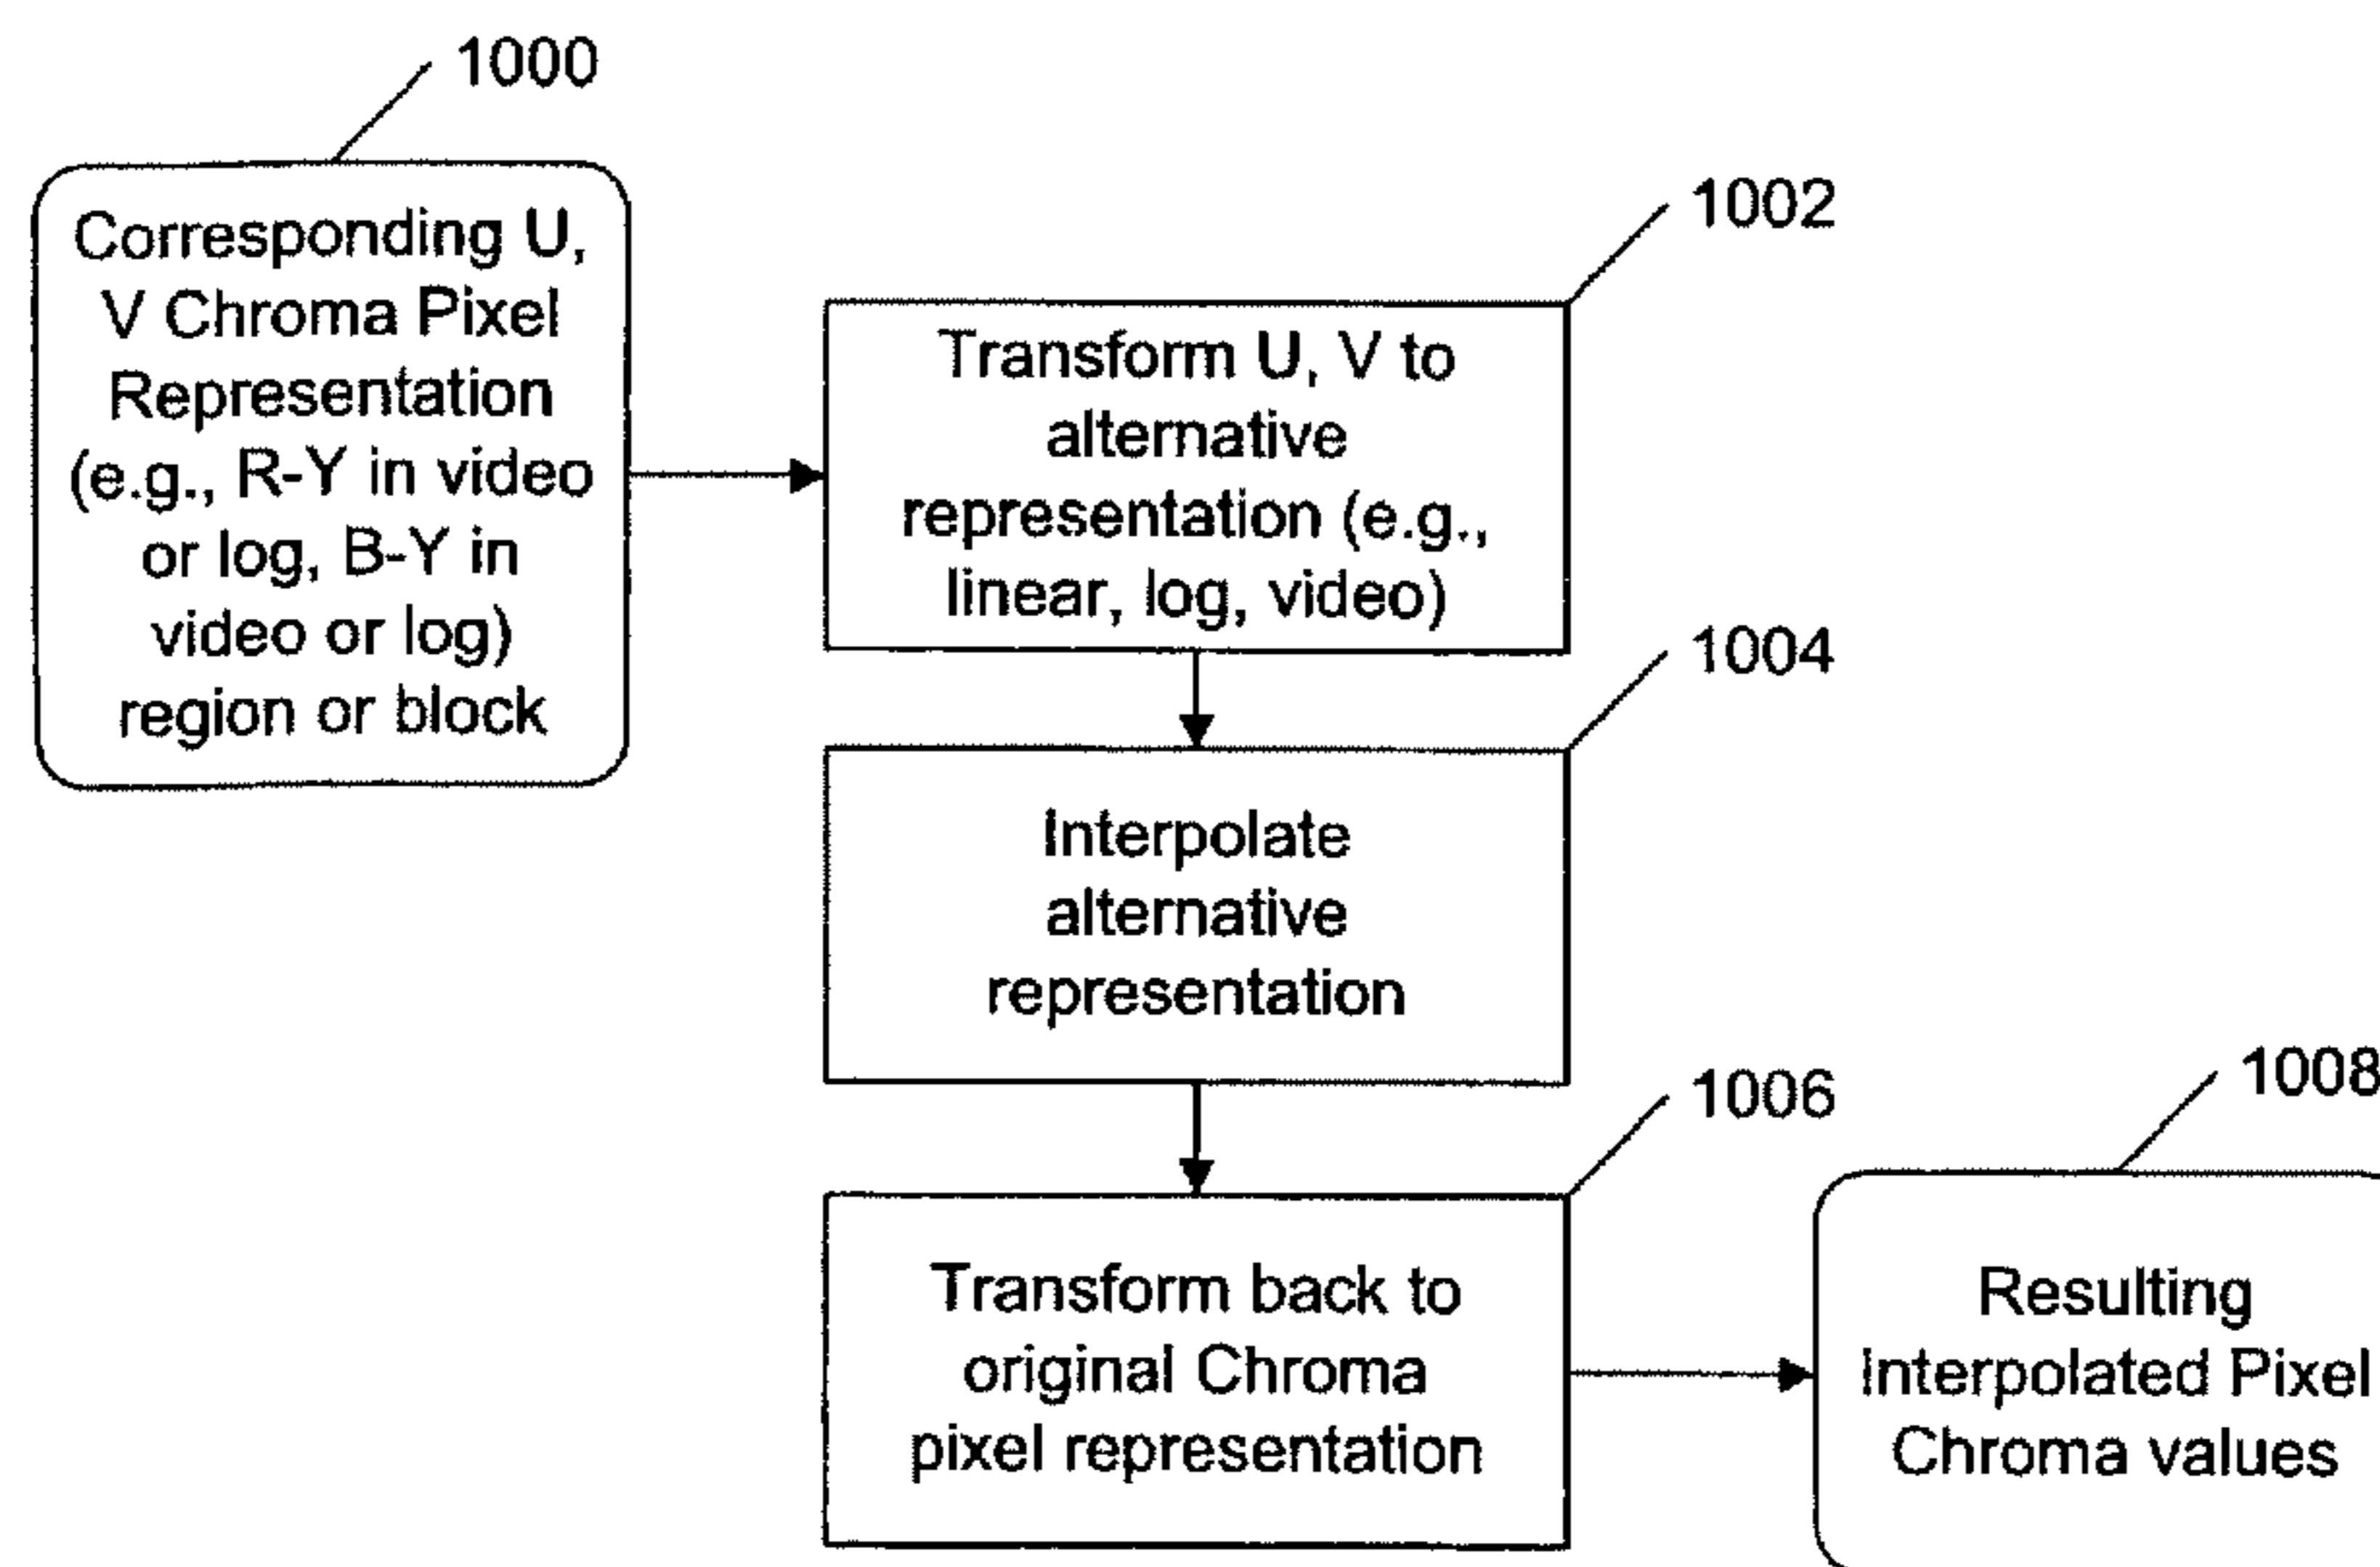 1000
Corresponding U,
V Chroma Pixel
Representation
(e.g., R-Y in video
or log, B-Y in
video or log)
region or block
1002
Transform U, V to
alternative
representation (e.g.,
linear, log, video)
1004
Interpolate
alternative
representation
1006
Transform back to
original Chroma
pixel representation
1008
Resulting
Interpolated Pixel
Chroma values